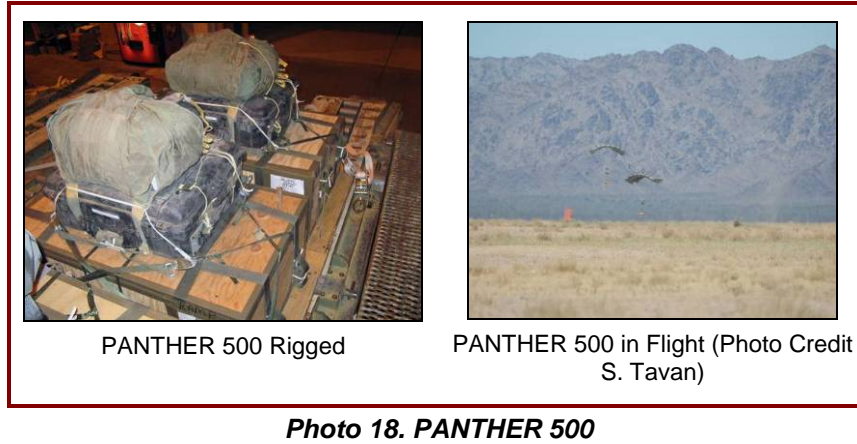 PANTHER 500 Rigged
PANTHER 500 in Flight (Photo Credit
S. Tavan)
Photo 18. PANTHER 500